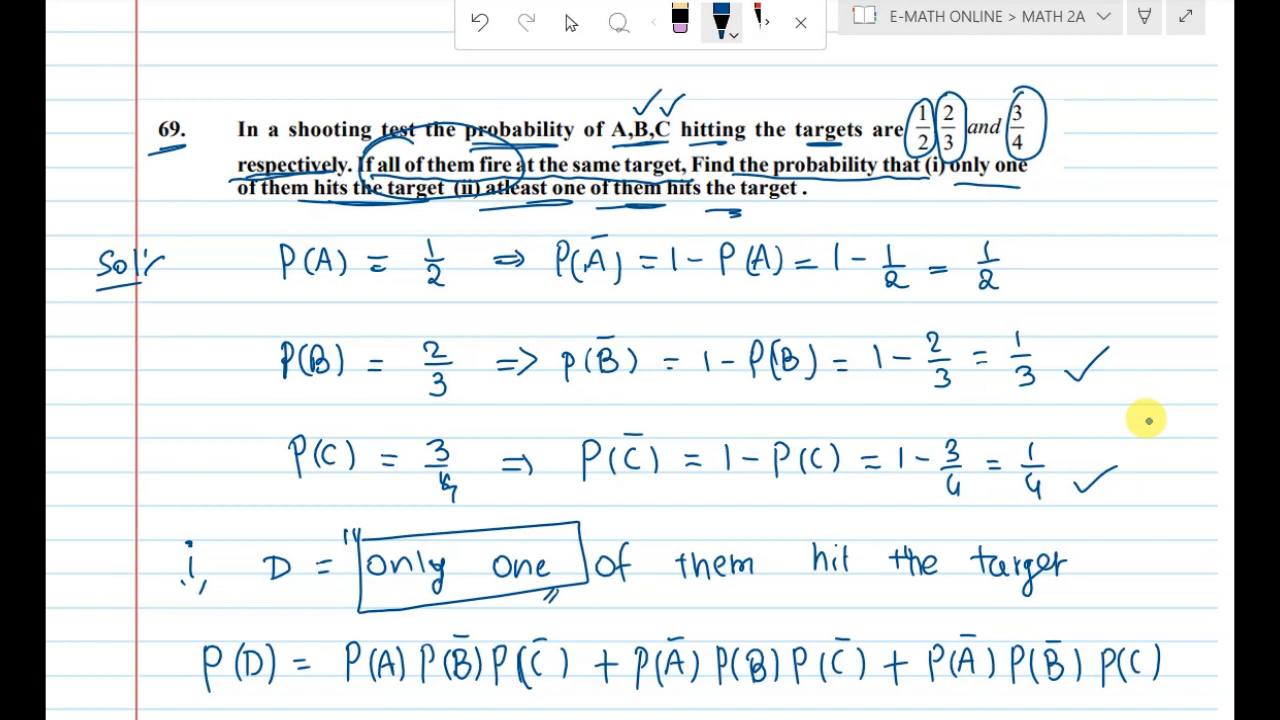 E-MATH ONLINE > MATH 2A
69. In a shooting test the probability of A,B,C hitting the targets are 1/2 2/3 and 3/4
respectively. If all of them fire at the same target, Find the probability that (i) only one
of them hits the target (ii) atleast one of them hits the target .
Sol:
P(A) = 1/2 ⇒ P(Ā) = 1 - P(A) = 1 - 1/2 = 1/2
P(B) = 2/3 => P(B̄) = 1 - P(B) = 1 - 2/3 = 1/3
P(C) = 3/4 ⇒ P(C̄) = 1 - P(C) = 1 - 3/4 = 1/4
i, D = "only one" of them hit the target
P(D) = P(A) P(B̄) P(C̄) + P(Ā) P(B) P(C̄) + P(Ā) P(B̄) P(C)